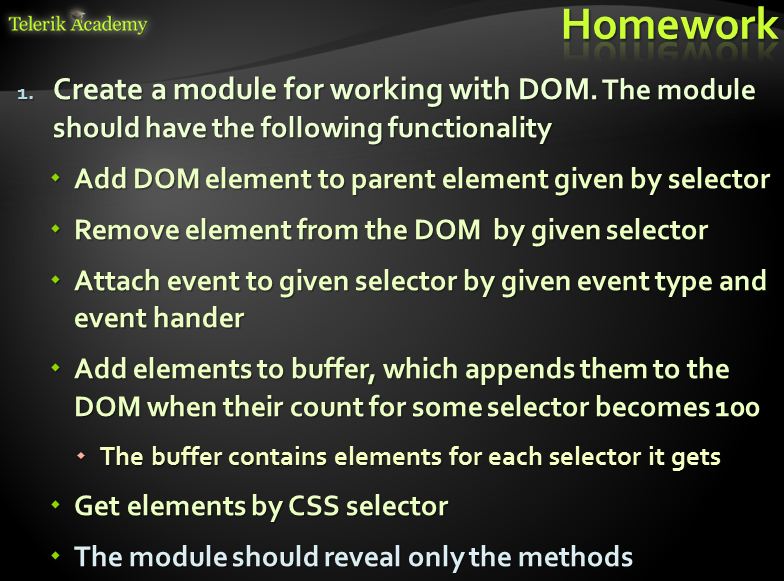 Telerik Academy
Homework
1. Create a module for working with DOM. The module
should have the following functionality
Add DOM element to parent element given by selector
Remove element from the DOM by given selector
Attach event to given selector by given event type and
event hander
Add elements to buffer, which appends them to the
DOM when their count for some selector becomes 100
The buffer contains elements for each selector it gets
Get elements by CSS selector
The module should reveal only the methods